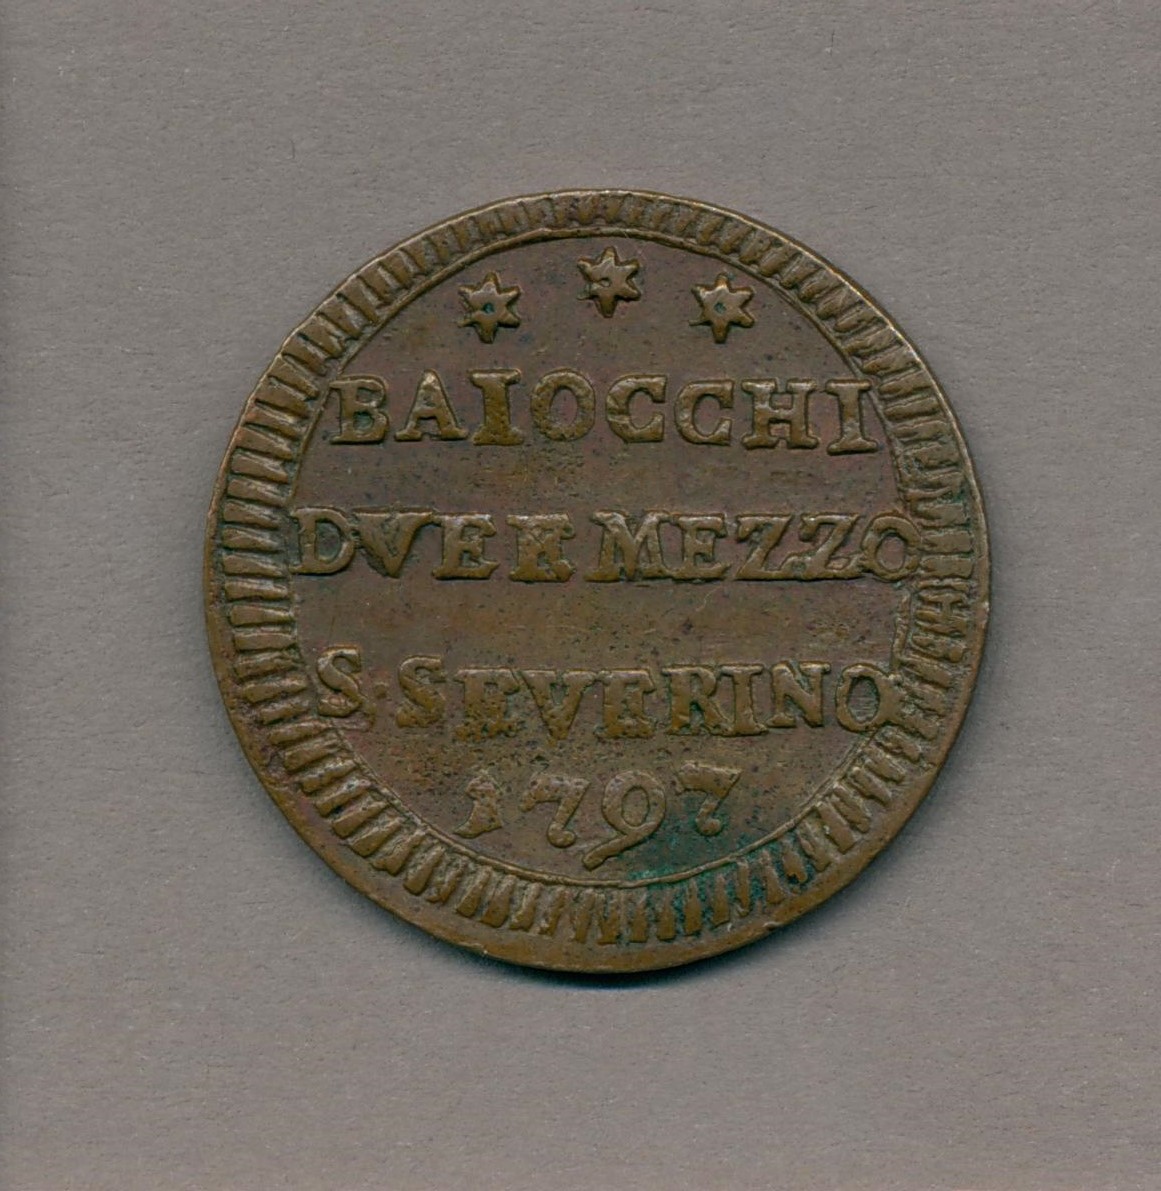 BAIOCCHI
DVE E MEZZO
S·SEVERINO
1797